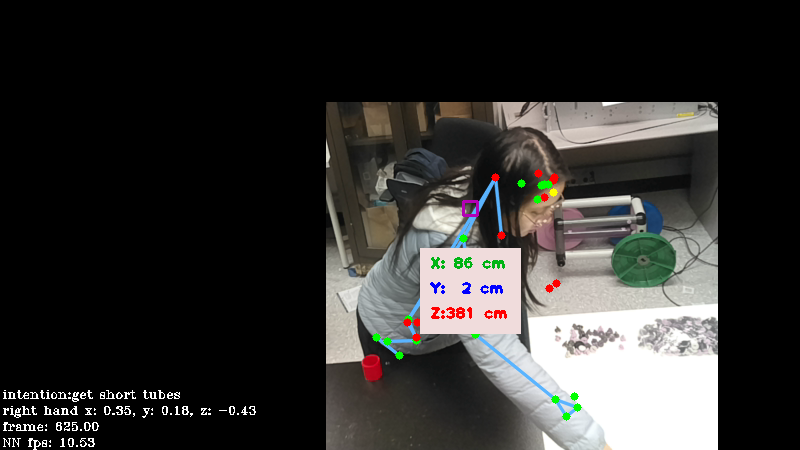 X: 86 cm
Y: 2 cm
Z:381 cm
intention:get short tubes
right hand x: 0.35, y: 0.18, z: −0.43
frame: 625.00
NN fps: 10.53